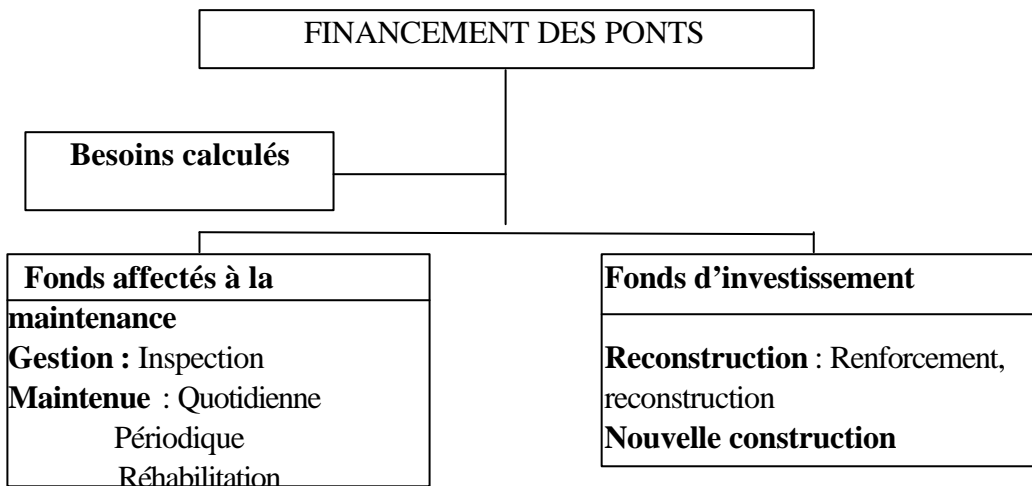 FINANCEMENT DES PONTS
Besoins calculés
Fonds affectés à la
maintenance
Gestion : Inspection
Maintenue : Quotidienne
Périodique
Réhabilitation
Fonds d’investissement
Reconstruction : Renforcement,
reconstruction
Nouvelle construction